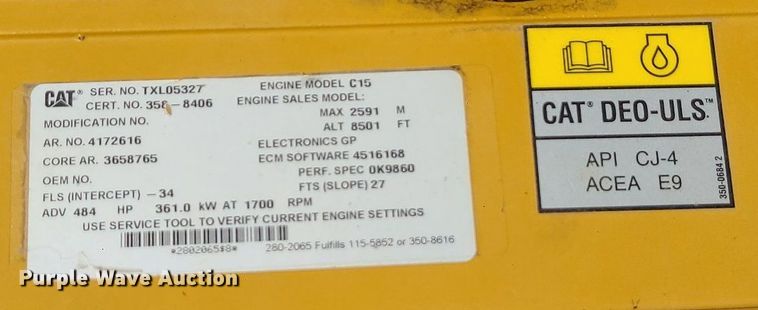 CAT® SER. NO. TXL05327 ENGINE MODEL C15
CERT. NO. 358-8406 ENGINE SALES MODEL:
MODIFICATION NO. MAX 2591 M
ALT 8501 FT
AR. NO. 4172616 ELECTRONICS GP
CORE AR. 3658765 ECM SOFTWARE 4516168
OEM NO. PERF. SPEC 0K9860
FLS (INTERCEPT) -34 FTS (SLOPE) 27
ADV 484 HP 361.0 kW AT 1700 RPM
USE SERVICE TOOL TO VERIFY CURRENT ENGINE SETTINGS
*2802065$8*
280-2065 Fulfills 115-5852 or 350-8616
CAT® DEO-ULS™
API CJ-4
ACEA E9
350-0684 2
Purple Wave Auction